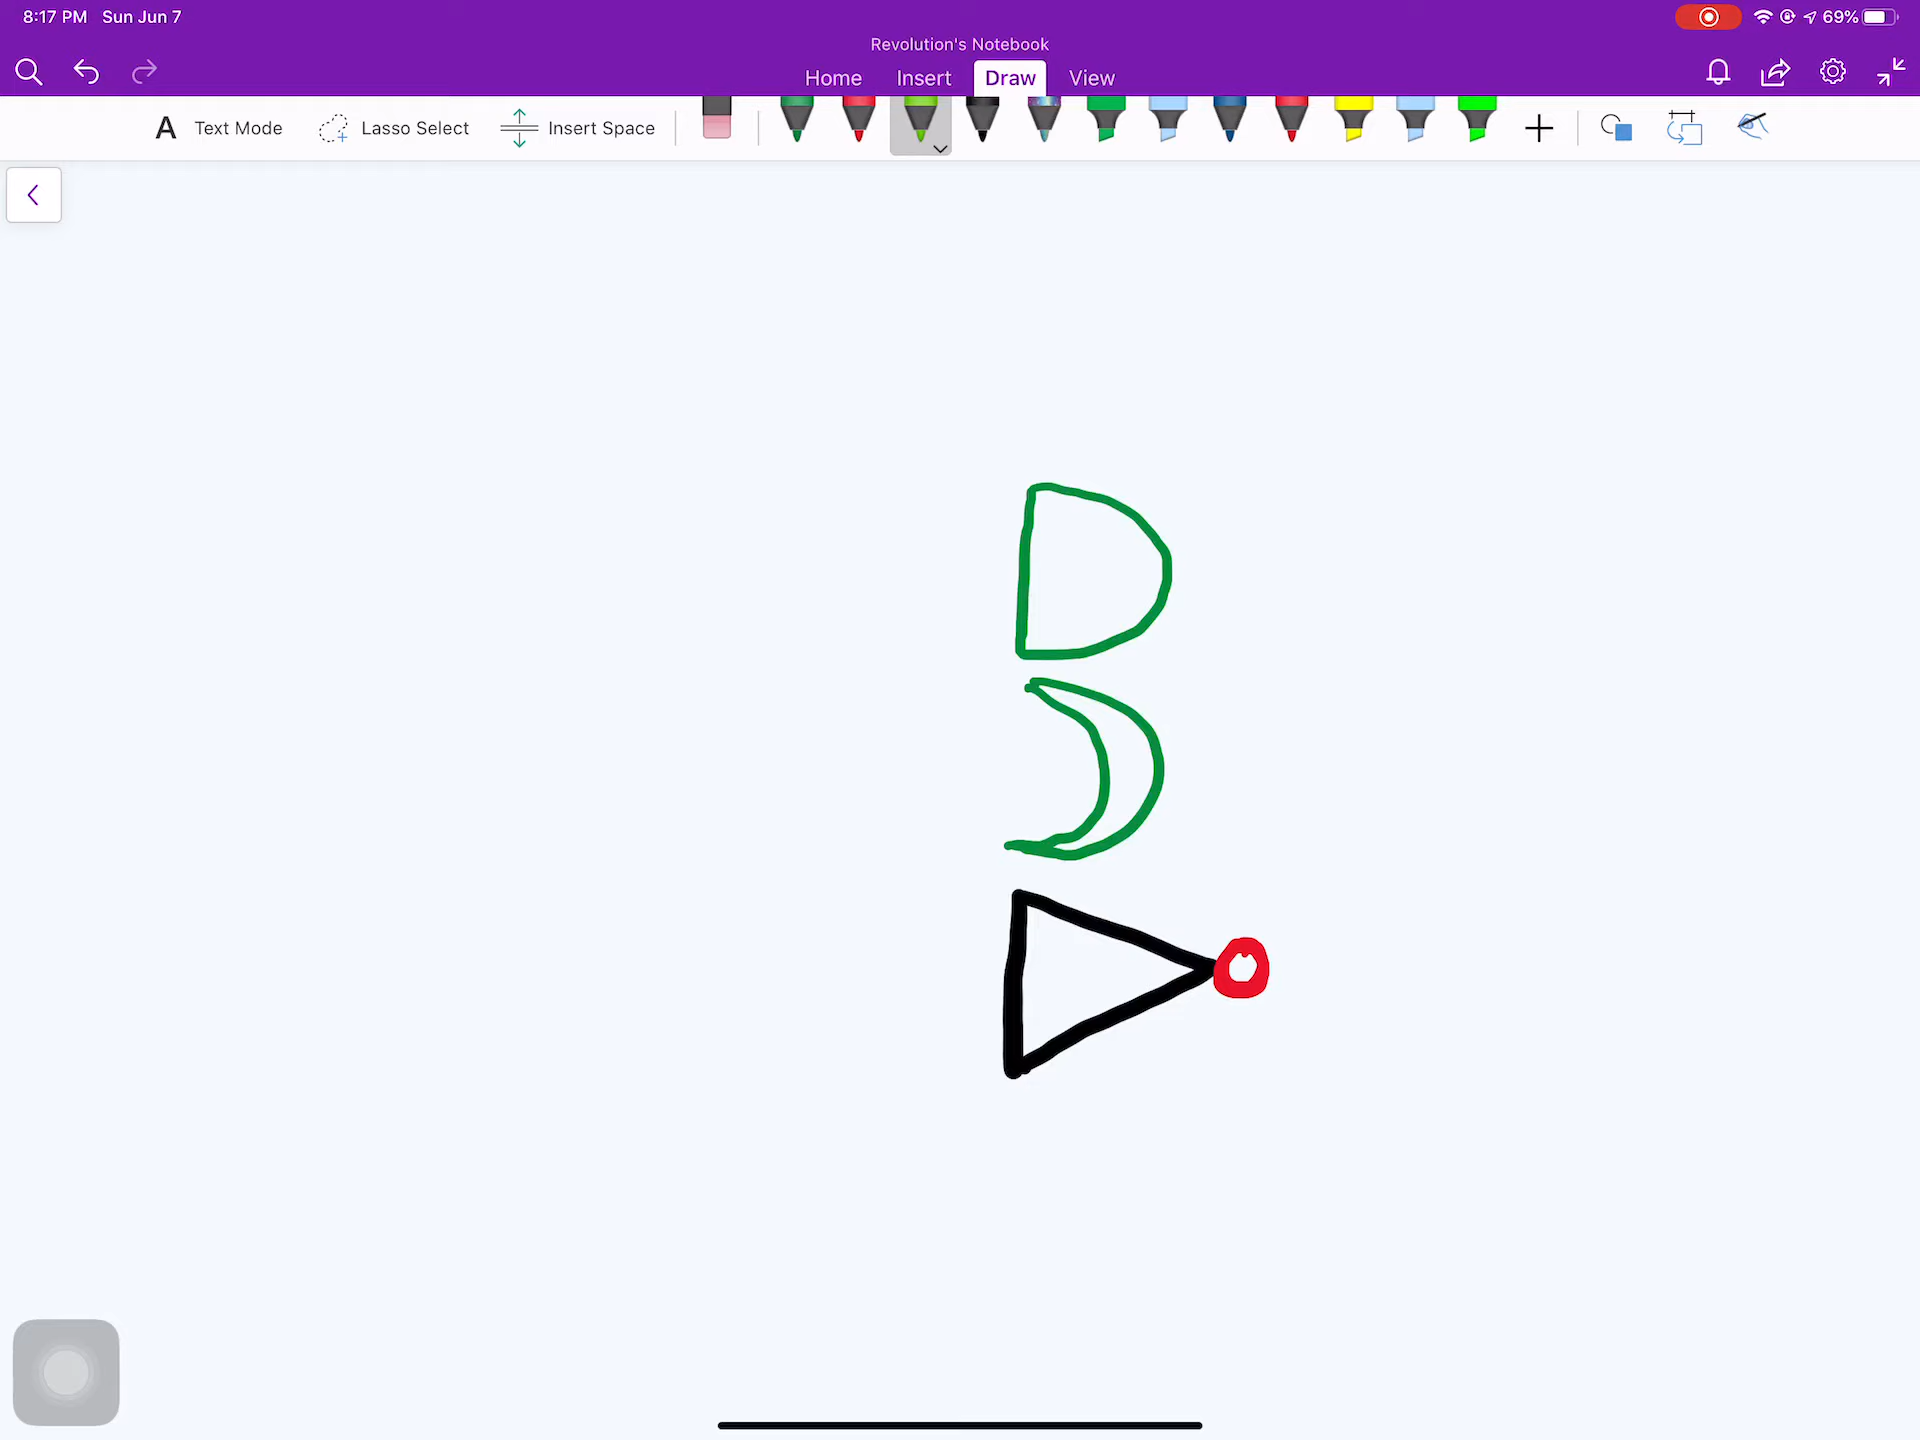 8:17 PM Sun Jun 7 69%
Revolution's Notebook
Home Insert Draw View
A Text Mode Lasso Select Insert Space